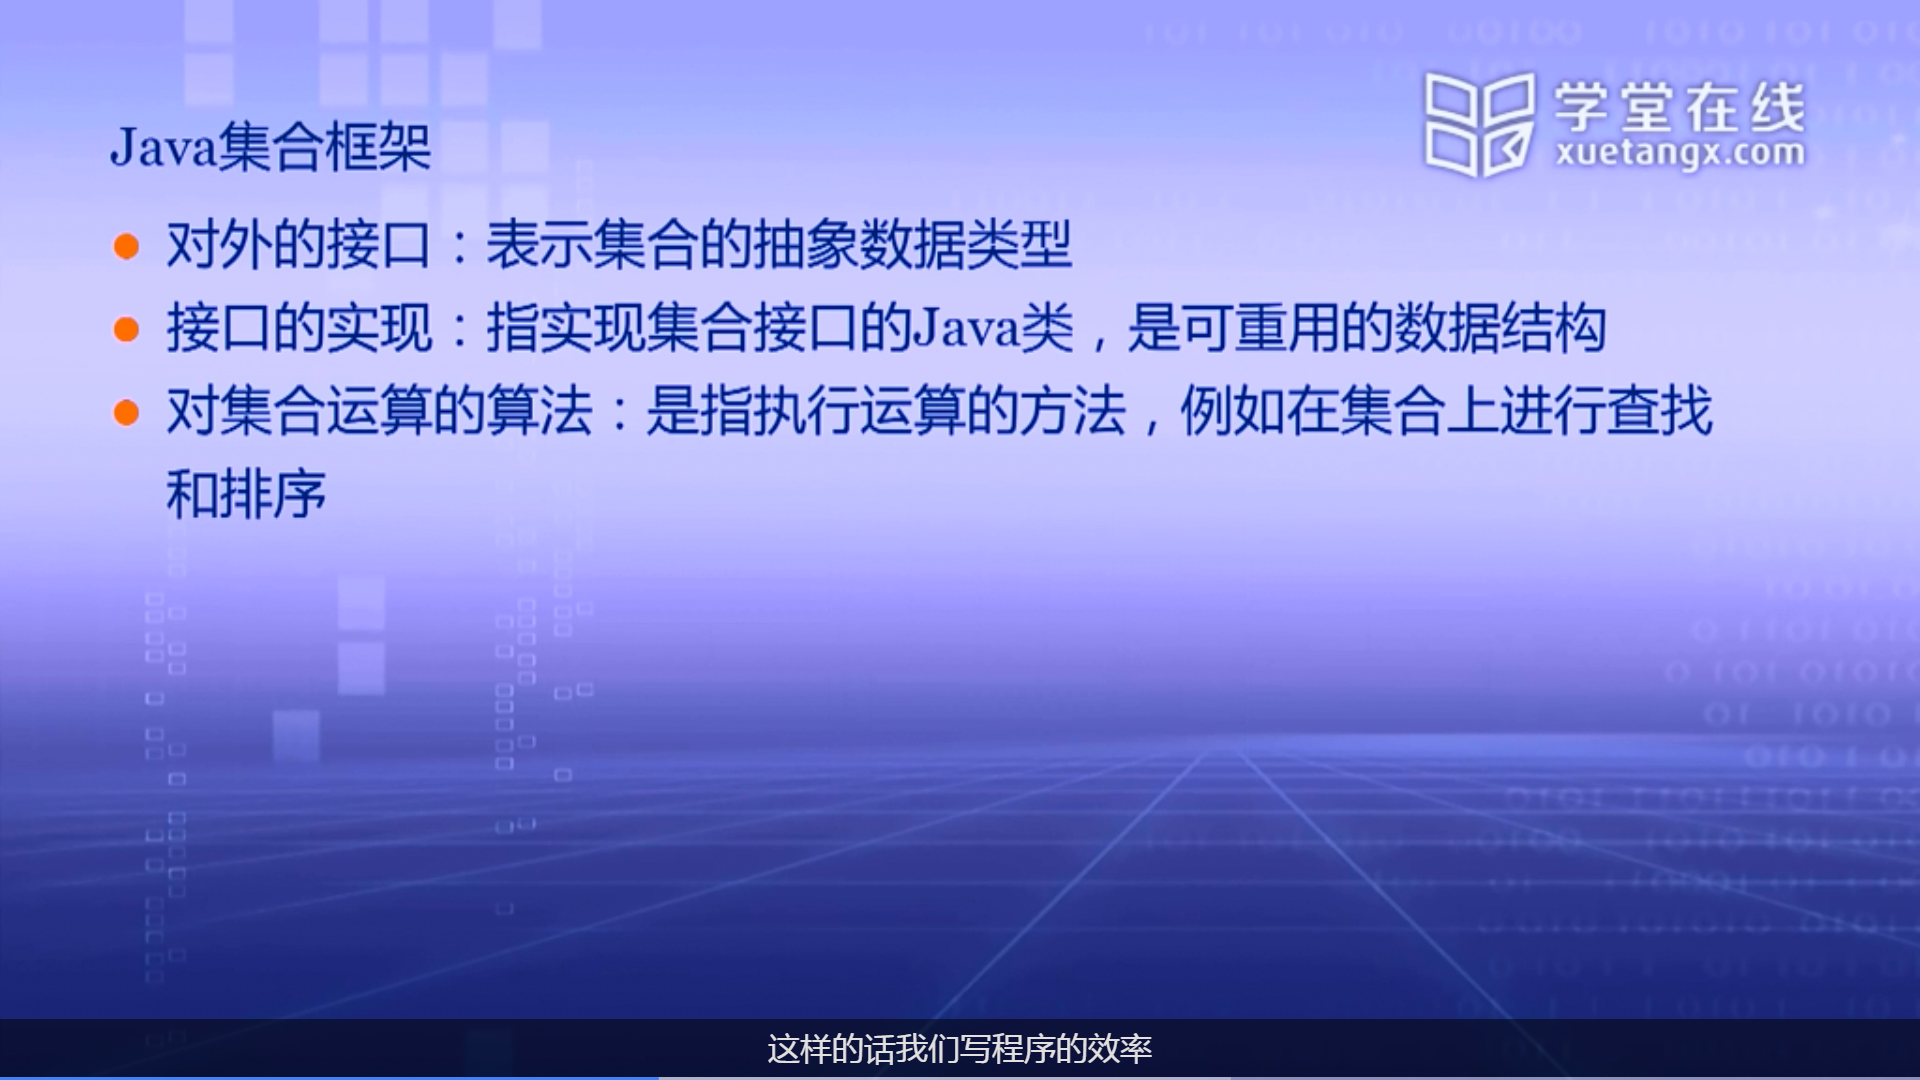 学堂在线
xuetangx.com
Java集合框架
对外的接口：表示集合的抽象数据类型
接口的实现：指实现集合接口的Java类，是可重用的数据结构
对集合运算的算法：是指执行运算的方法，例如在集合上进行查找
和排序
这样的话我们写程序的效率